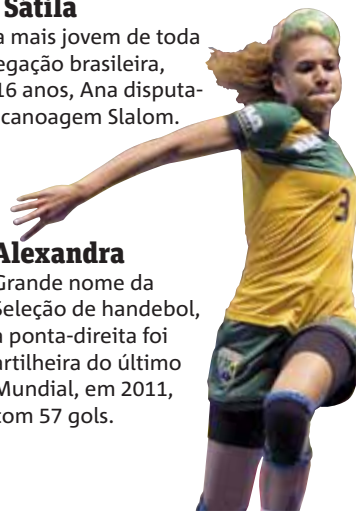 Sátila
a mais jovem de toda
egação brasileira,
16 anos, Ana disputa-
canoagem Slalom.
Alexandra
Grande nome da
Seleção de handebol,
a ponta-direita foi
artilheira do último
Mundial, em 2011,
com 57 gols.
3